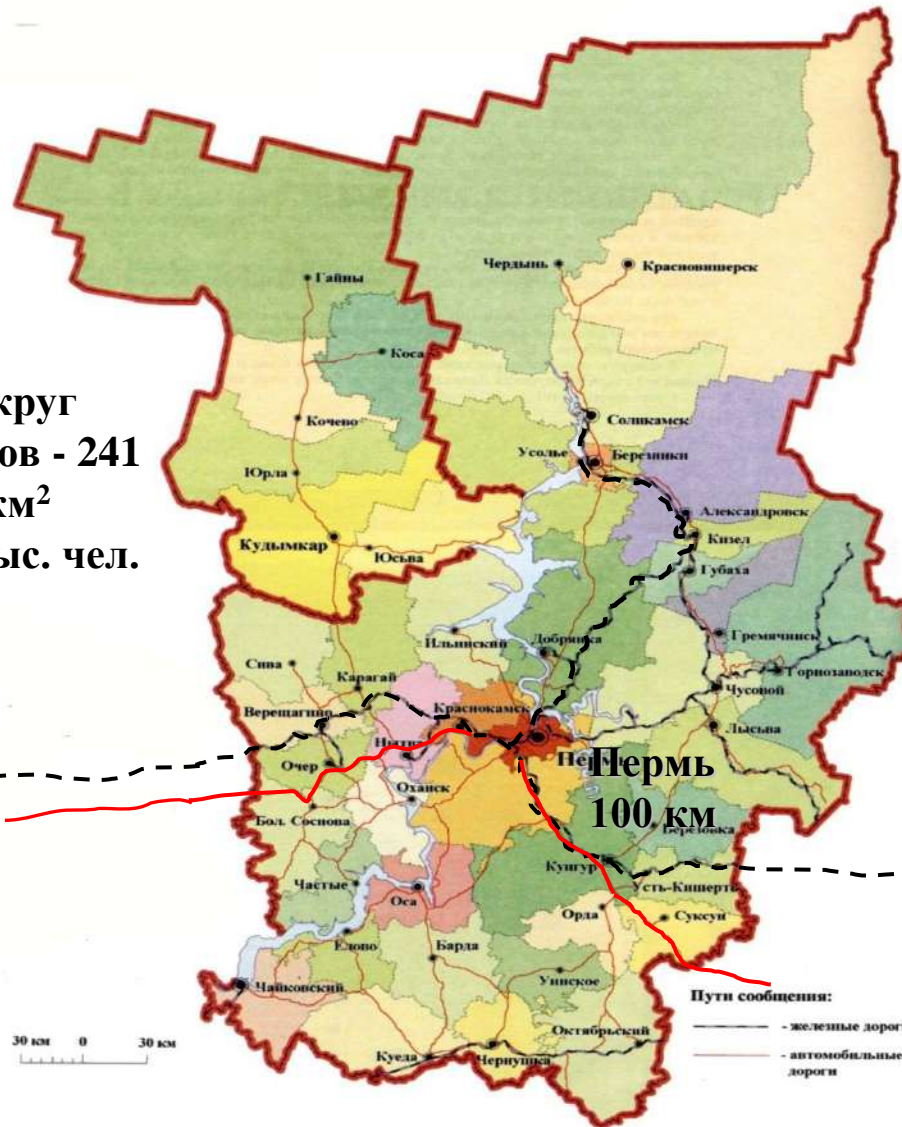 Гайны
Чердынь
Красновишерск
Коса
Кочево
Соликамск
круг
ов - 241
км²
ыс. чел.
Юрла
Усолье
Березники
Александровск
Кизел
Кудымкар
Юсьва
Губаха
Гремячинск
Ильинский
Добрянка
Горнозаводск
Сива
Карагай
Чусовой
Верещагино
Краснокамск
Лысьва
Нытва
Пермь
Очер
Пермь
100 км
Оханск
Бол. Соснова
Березовка
Кунгур
Частые
Усть-Кишерть
Оса
Орда
Суксун
Елово
Барда
Чайковский
Уинское
Октябрьский
Куеда
Чернушка
30 км 0 30 км
Пути сообщения:
- железные дорог
- автомобильные
дороги